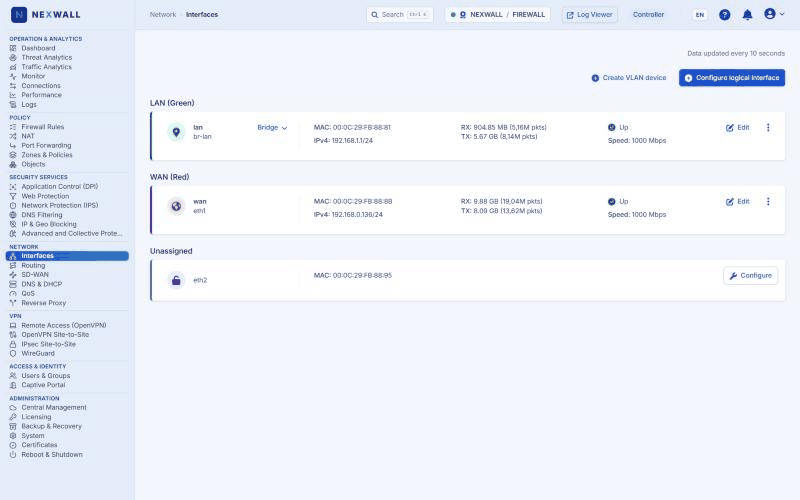 NEXWALL
Network › Interfaces
Search Ctrl K
NEXWALL / FIREWALL
Log Viewer
Controller
EN
OPERATION & ANALYTICS
Dashboard
Threat Analytics
Traffic Analytics
Monitor
Connections
Performance
Logs
POLICY
Firewall Rules
NAT
Port Forwarding
Zones & Policies
Objects
SECURITY SERVICES
Application Control (DPI)
Web Protection
Network Protection (IPS)
DNS Filtering
IP & Geo Blocking
Advanced and Collective Prote...
NETWORK
Interfaces
Routing
SD-WAN
DNS & DHCP
QoS
Reverse Proxy
VPN
Remote Access (OpenVPN)
OpenVPN Site-to-Site
IPsec Site-to-Site
WireGuard
ACCESS & IDENTITY
Users & Groups
Captive Portal
ADMINISTRATION
Central Management
Licensing
Backup & Recovery
System
Certificates
Reboot & Shutdown
Data updated every 10 seconds
Create VLAN device
Configure logical interface
LAN (Green)
lan
br-lan
Bridge
MAC: 00:0C:29:FB:88:81
IPv4: 192.168.1.1/24
RX: 904.85 MB (5,16M pkts)
TX: 5.67 GB (8,14M pkts)
Up
Speed: 1000 Mbps
Edit
WAN (Red)
wan
eth1
MAC: 00:0C:29:FB:88:8B
IPv4: 192.168.0.136/24
RX: 9.88 GB (19,04M pkts)
TX: 8.09 GB (13,62M pkts)
Up
Speed: 1000 Mbps
Edit
Unassigned
eth2
MAC: 00:0C:29:FB:88:95
Configure